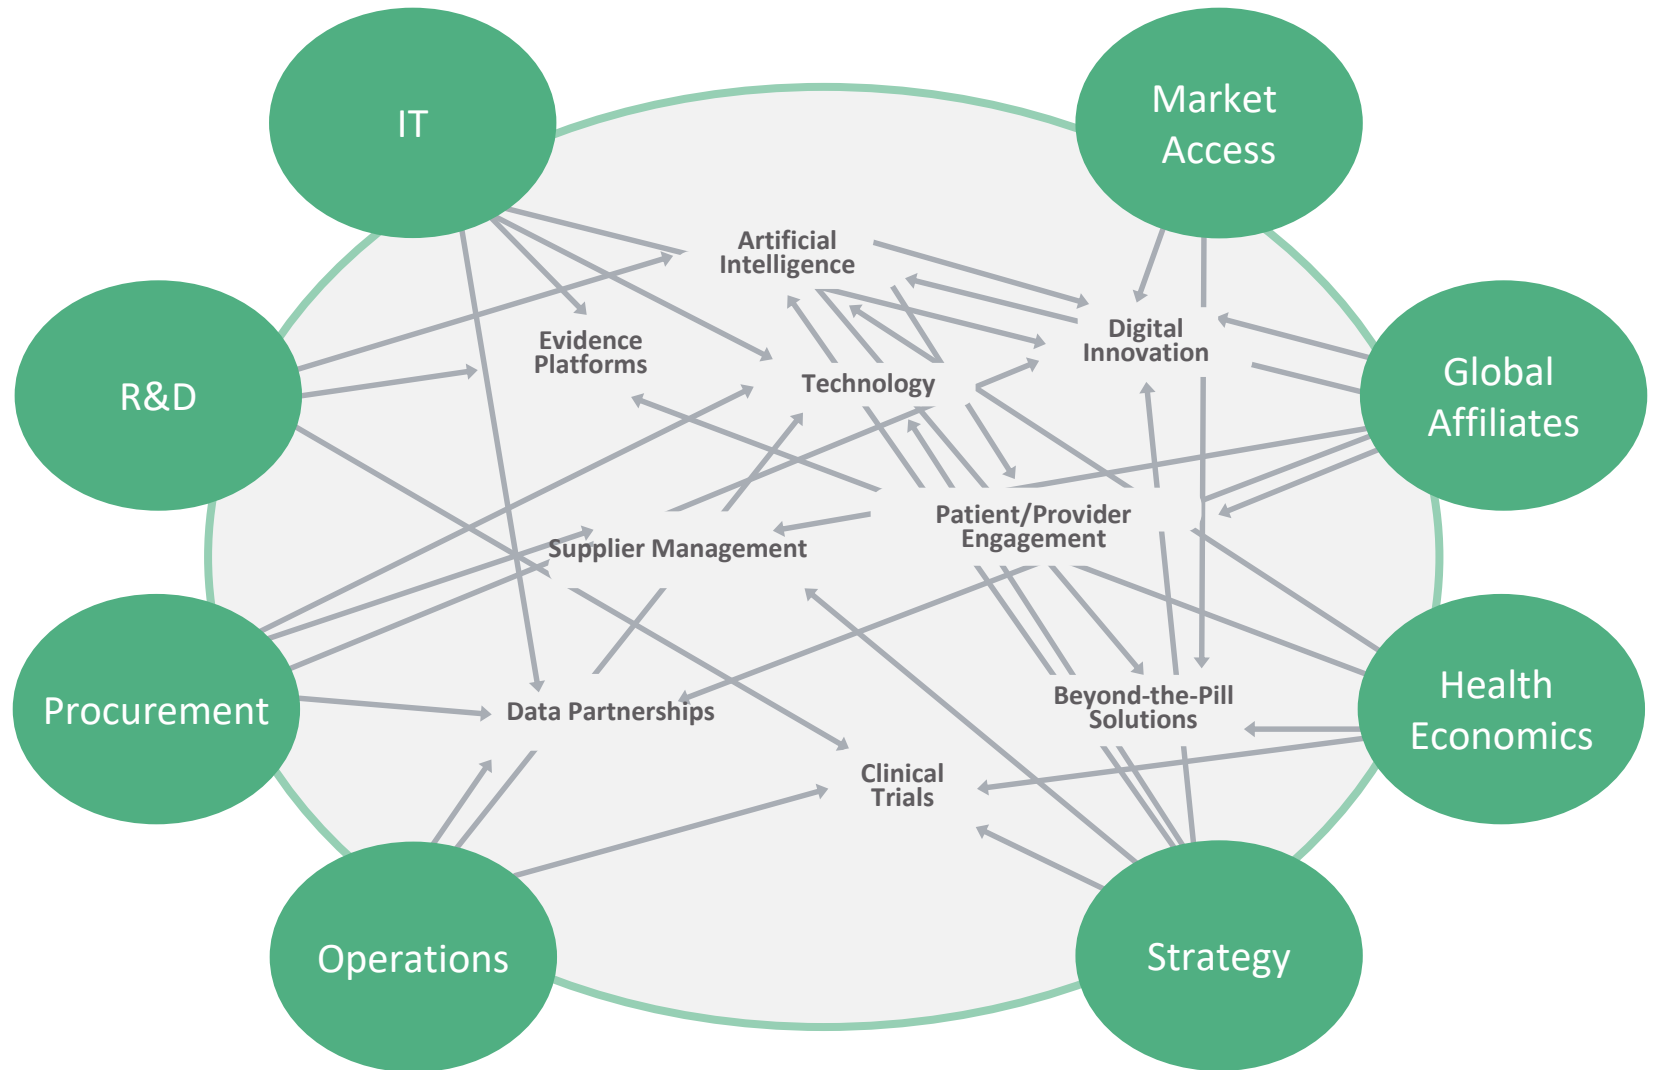 IT
Market
Access
Artificial
Intelligence
Evidence
Platforms
Digital
Innovation
Technology
R&D
Global
Affiliates
Patient/Provider
Engagement
Supplier Management
Procurement
Data Partnerships
Beyond-the-Pill
Solutions
Health
Economics
Clinical
Trials
Operations
Strategy